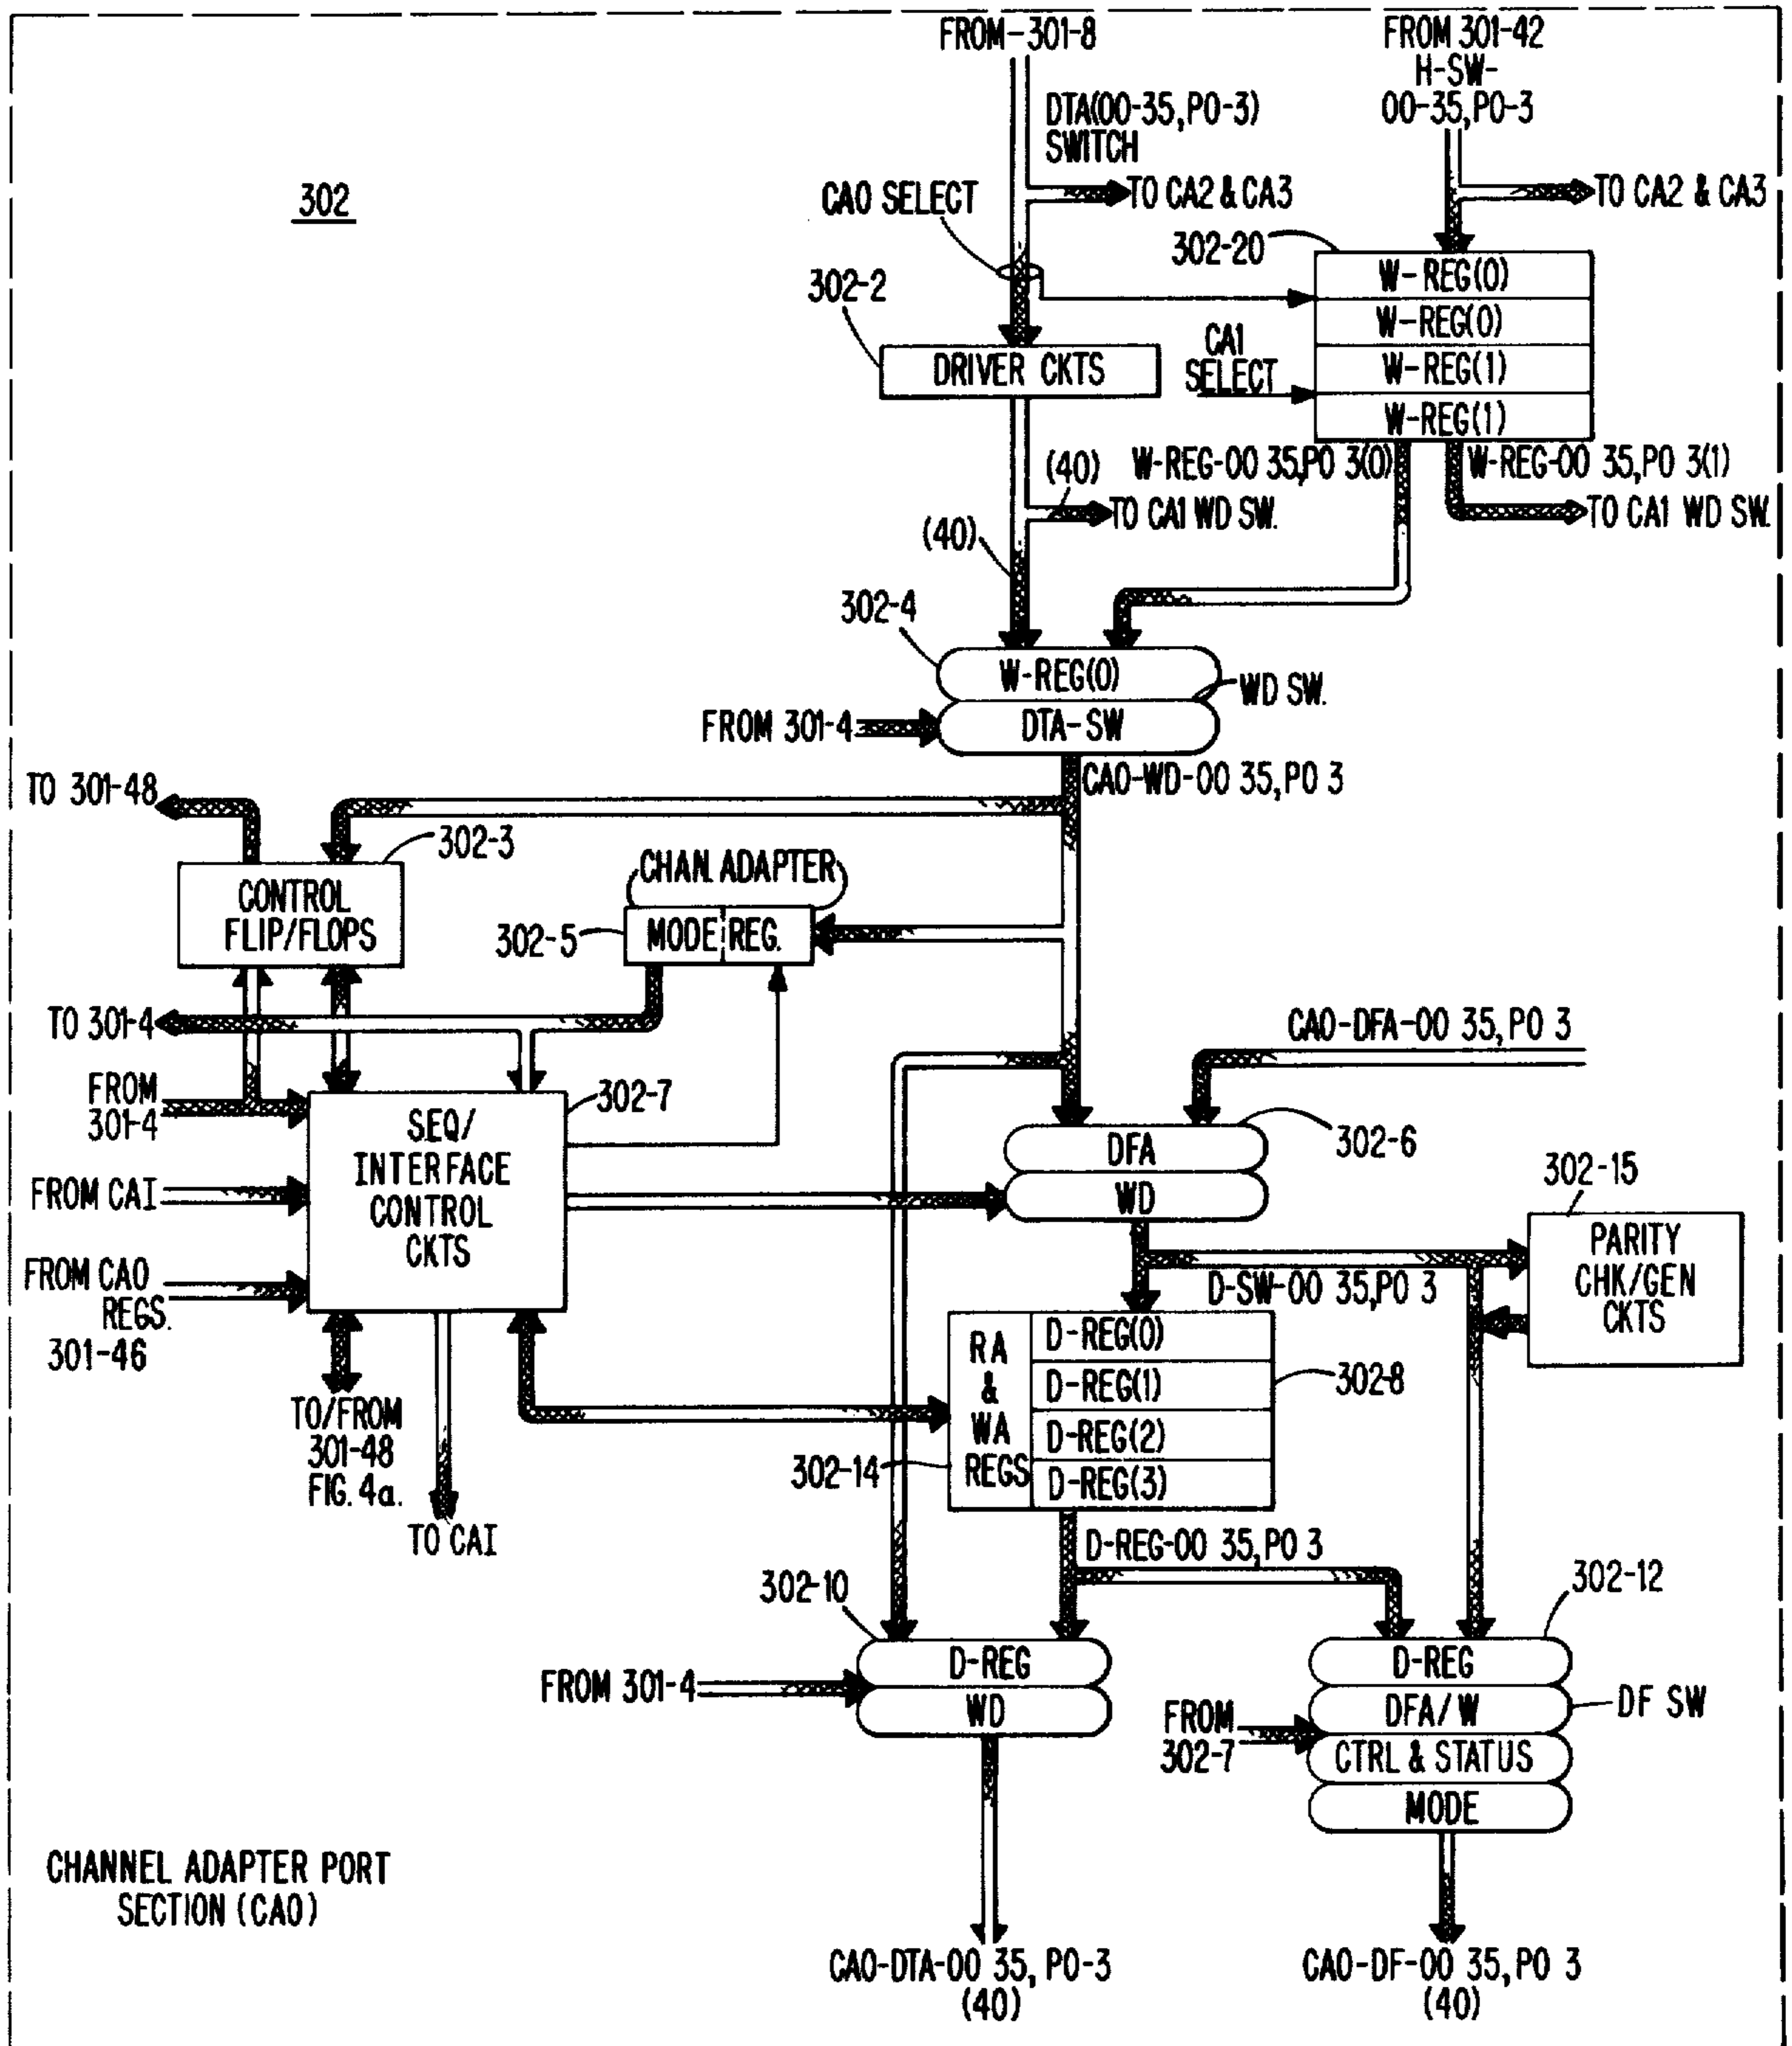 FROM-301-8
FROM 301-42
H-SW-
00-35,P0-3
DTA(00-35,P0-3)
SWITCH
302
CA0 SELECT
TO CA2 & CA3
TO CA2 & CA3
302-20
302-2
W-REG(0)
W-REG(0)
W-REG(1)
W-REG(1)
CA1
SELECT
DRIVER CKTS
(40)
W-REG-00 35,P0 3(0)
W-REG-00 35,P0 3(1)
TO CA1 WD SW.
TO CA1 WD SW.
(40)
302-4
W-REG(0)
WD SW.
FROM 301-4
DTA-SW
TO 301-48
CA0-WD-00 35,P0 3
302-3
CONTROL
FLIP/FLOPS
CHAN. ADAPTER
302-5
MODE REG.
TO 301-4
CA0-DFA-00 35,P0 3
FROM
301-4
302-7
SEQ/
INTERFACE
CONTROL
CKTS
DFA
WD
302-6
302-15
FROM CAI
PARITY
CHK/GEN
CKTS
FROM CA0
REGS.
301-46
D-SW-00 35,P0 3
RA
&
WA
REGS
D-REG(0)
D-REG(1)
D-REG(2)
D-REG(3)
302-8
TO/FROM
301-48
FIG. 4a.
302-14
TO CAI
D-REG-00 35,P0 3
302-10
302-12
D-REG
WD
FROM 301-4
D-REG
DFA/W
CTRL & STATUS
MODE
DF SW
FROM
302-7
CHANNEL ADAPTER PORT
SECTION (CA0)
CA0-DTA-00 35, P0-3
(40)
CA0-DF-00 35,P0 3
(40)